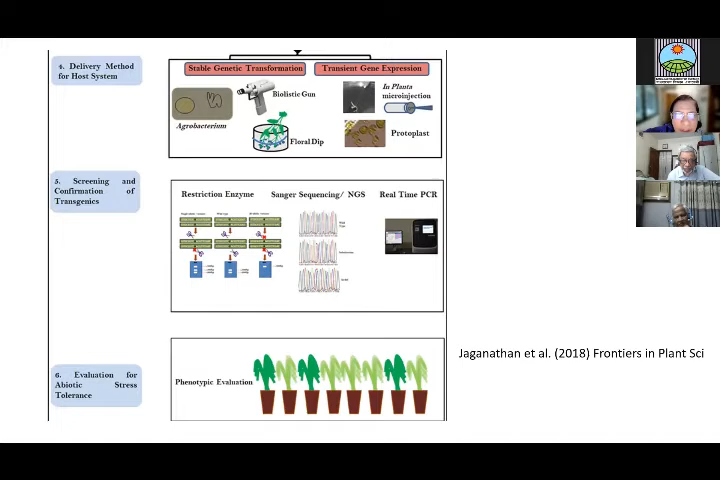 4. Delivery Method
for Host System
Stable Genetic Transformation
Transient Gene Expression
Agrobacterium
Biolistic Gun
Floral Dip
In Planta
microinjection
Protoplast
5. Screening and
Confirmation of
Transgenics
Restriction Enzyme
Sanger Sequencing/ NGS
Real Time PCR
6. Evaluation for
Abiotic Stress
Tolerance
Phenotypic Evaluation
Jaganathan et al. (2018) Frontiers in Plant Sci